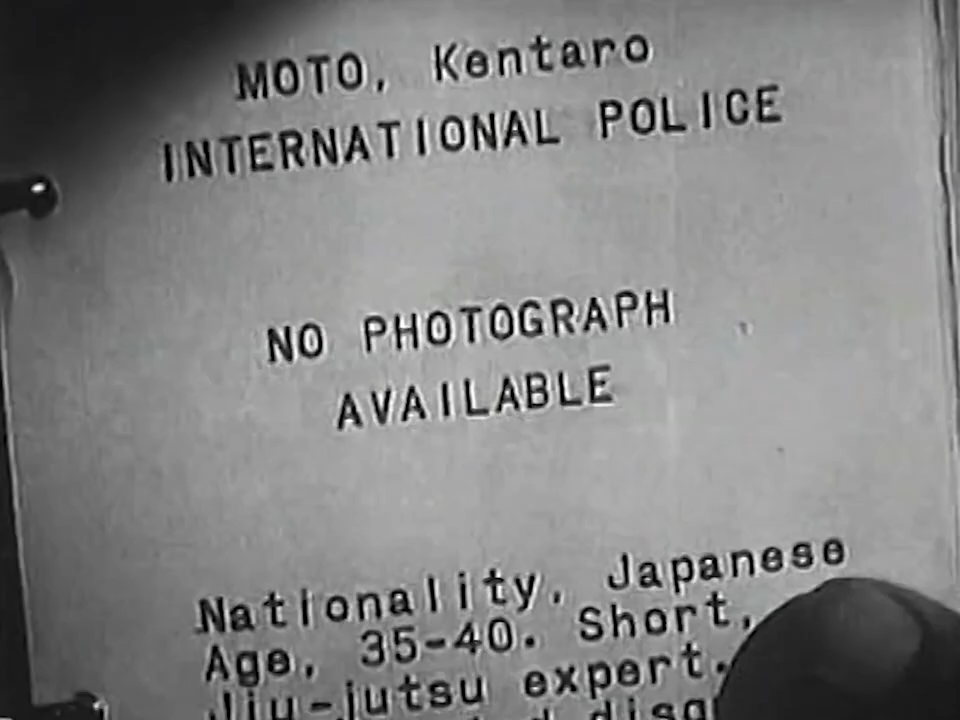 MOTO, Kentaro
INTERNATIONAL POLICE
NO PHOTOGRAPH
AVAILABLE
Nationality, Japanese
Age, 35-40. Short,
Jiu-jutsu expert.